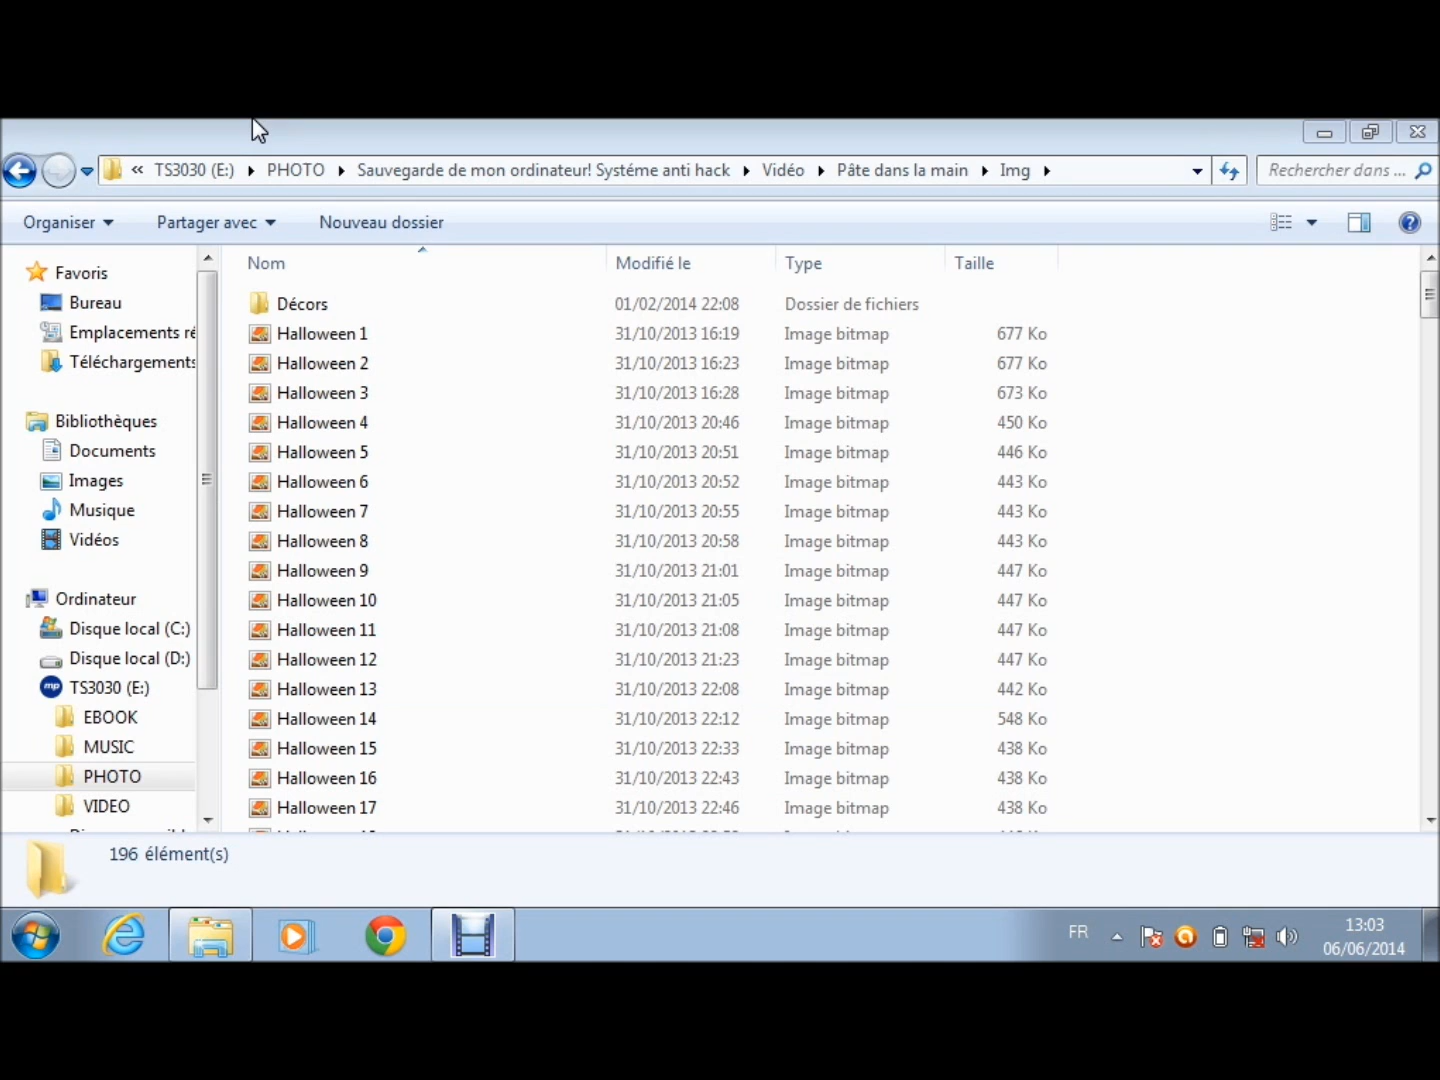 « TS3030 (E:) PHOTO Sauvegarde de mon ordinateur! Systéme anti hack Vidéo Pâte dans la main Img Rechercher dans ...
Organiser Partager avec Nouveau dossier
Favoris
Bureau
Emplacements ré
Téléchargements
Bibliothèques
Documents
Images
Musique
Vidéos
Ordinateur
Disque local (C:)
Disque local (D:)
mp TS3030 (E:)
EBOOK
MUSIC
PHOTO
VIDEO
Nom Modifié le Type Taille
Décors 01/02/2014 22:08 Dossier de fichiers
Halloween 1 31/10/2013 16:19 Image bitmap 677 Ko
Halloween 2 31/10/2013 16:23 Image bitmap 677 Ko
Halloween 3 31/10/2013 16:28 Image bitmap 673 Ko
Halloween 4 31/10/2013 20:46 Image bitmap 450 Ko
Halloween 5 31/10/2013 20:51 Image bitmap 446 Ko
Halloween 6 31/10/2013 20:52 Image bitmap 443 Ko
Halloween 7 31/10/2013 20:55 Image bitmap 443 Ko
Halloween 8 31/10/2013 20:58 Image bitmap 443 Ko
Halloween 9 31/10/2013 21:01 Image bitmap 447 Ko
Halloween 10 31/10/2013 21:05 Image bitmap 447 Ko
Halloween 11 31/10/2013 21:08 Image bitmap 447 Ko
Halloween 12 31/10/2013 21:23 Image bitmap 447 Ko
Halloween 13 31/10/2013 22:08 Image bitmap 442 Ko
Halloween 14 31/10/2013 22:12 Image bitmap 548 Ko
Halloween 15 31/10/2013 22:33 Image bitmap 438 Ko
Halloween 16 31/10/2013 22:43 Image bitmap 438 Ko
Halloween 17 31/10/2013 22:46 Image bitmap 438 Ko
196 élément(s)
FR
13:03
06/06/2014